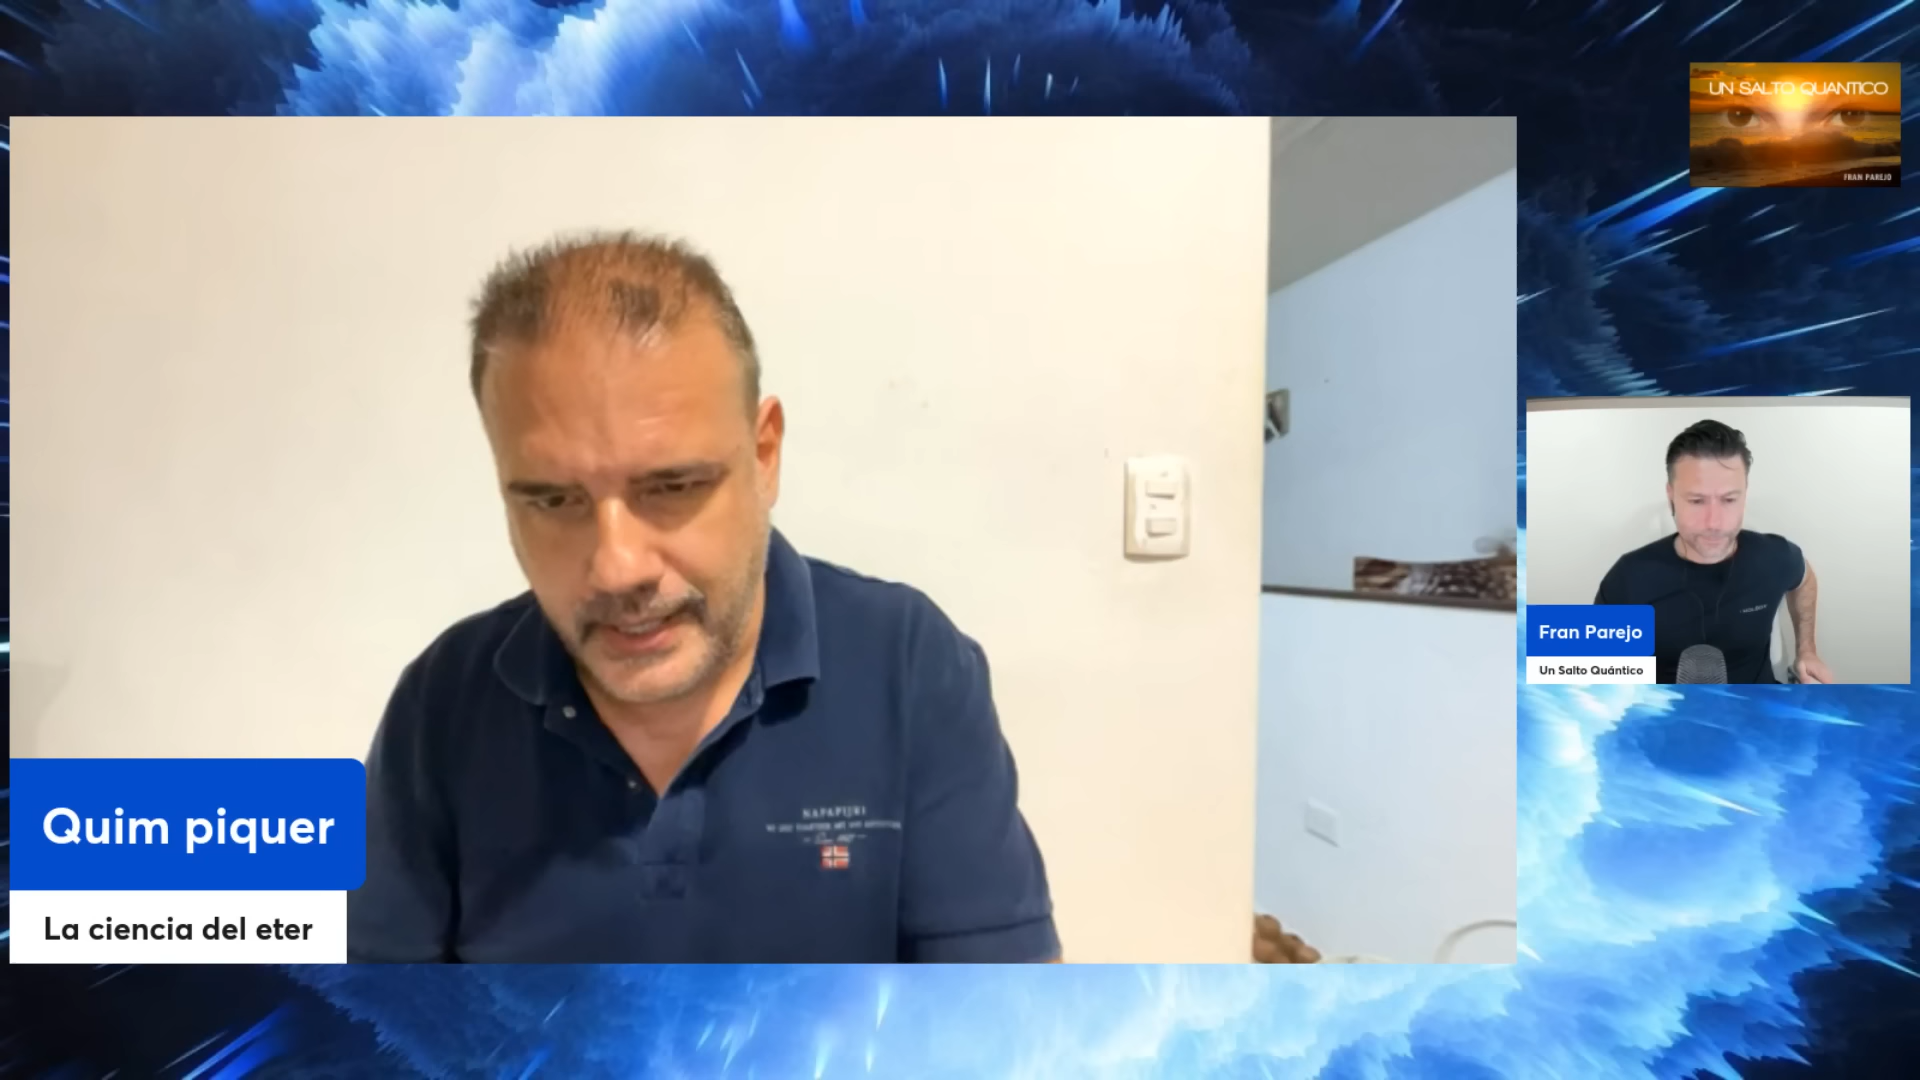 UN SALTO QUANTICO
FRAN PAREJO
Fran Parejo
Un Salto Quántico
NAPAPIJRI
Quim piquer
La ciencia del eter